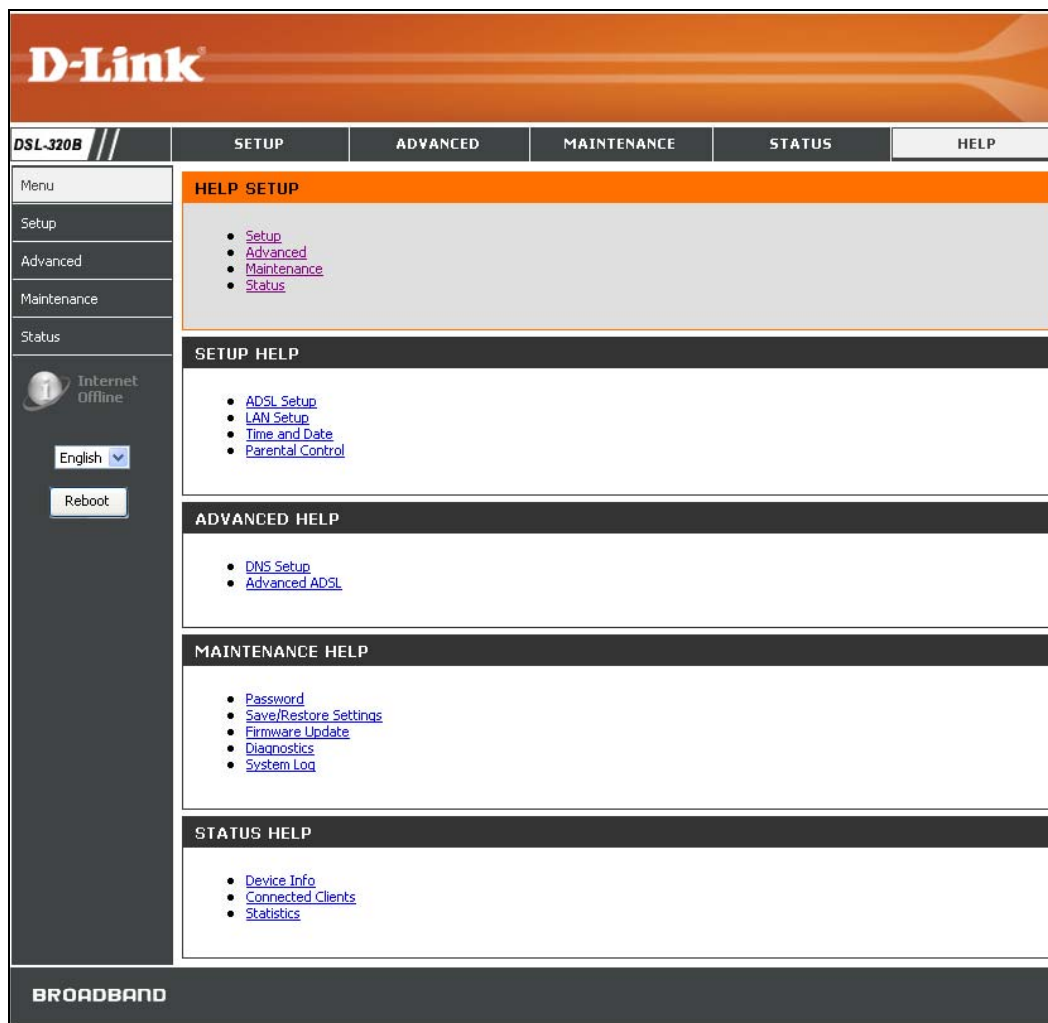 D-Link®
DSL-320B
SETUP
ADVANCED
MAINTENANCE
STATUS
HELP
Menu
Setup
Advanced
Maintenance
Status
Internet
Offline
English
Reboot
HELP SETUP
Setup
Advanced
Maintenance
Status
SETUP HELP
ADSL Setup
LAN Setup
Time and Date
Parental Control
ADVANCED HELP
DNS Setup
Advanced ADSL
MAINTENANCE HELP
Password
Save/Restore Settings
Firmware Update
Diagnostics
System Log
STATUS HELP
Device Info
Connected Clients
Statistics
BROADBAND